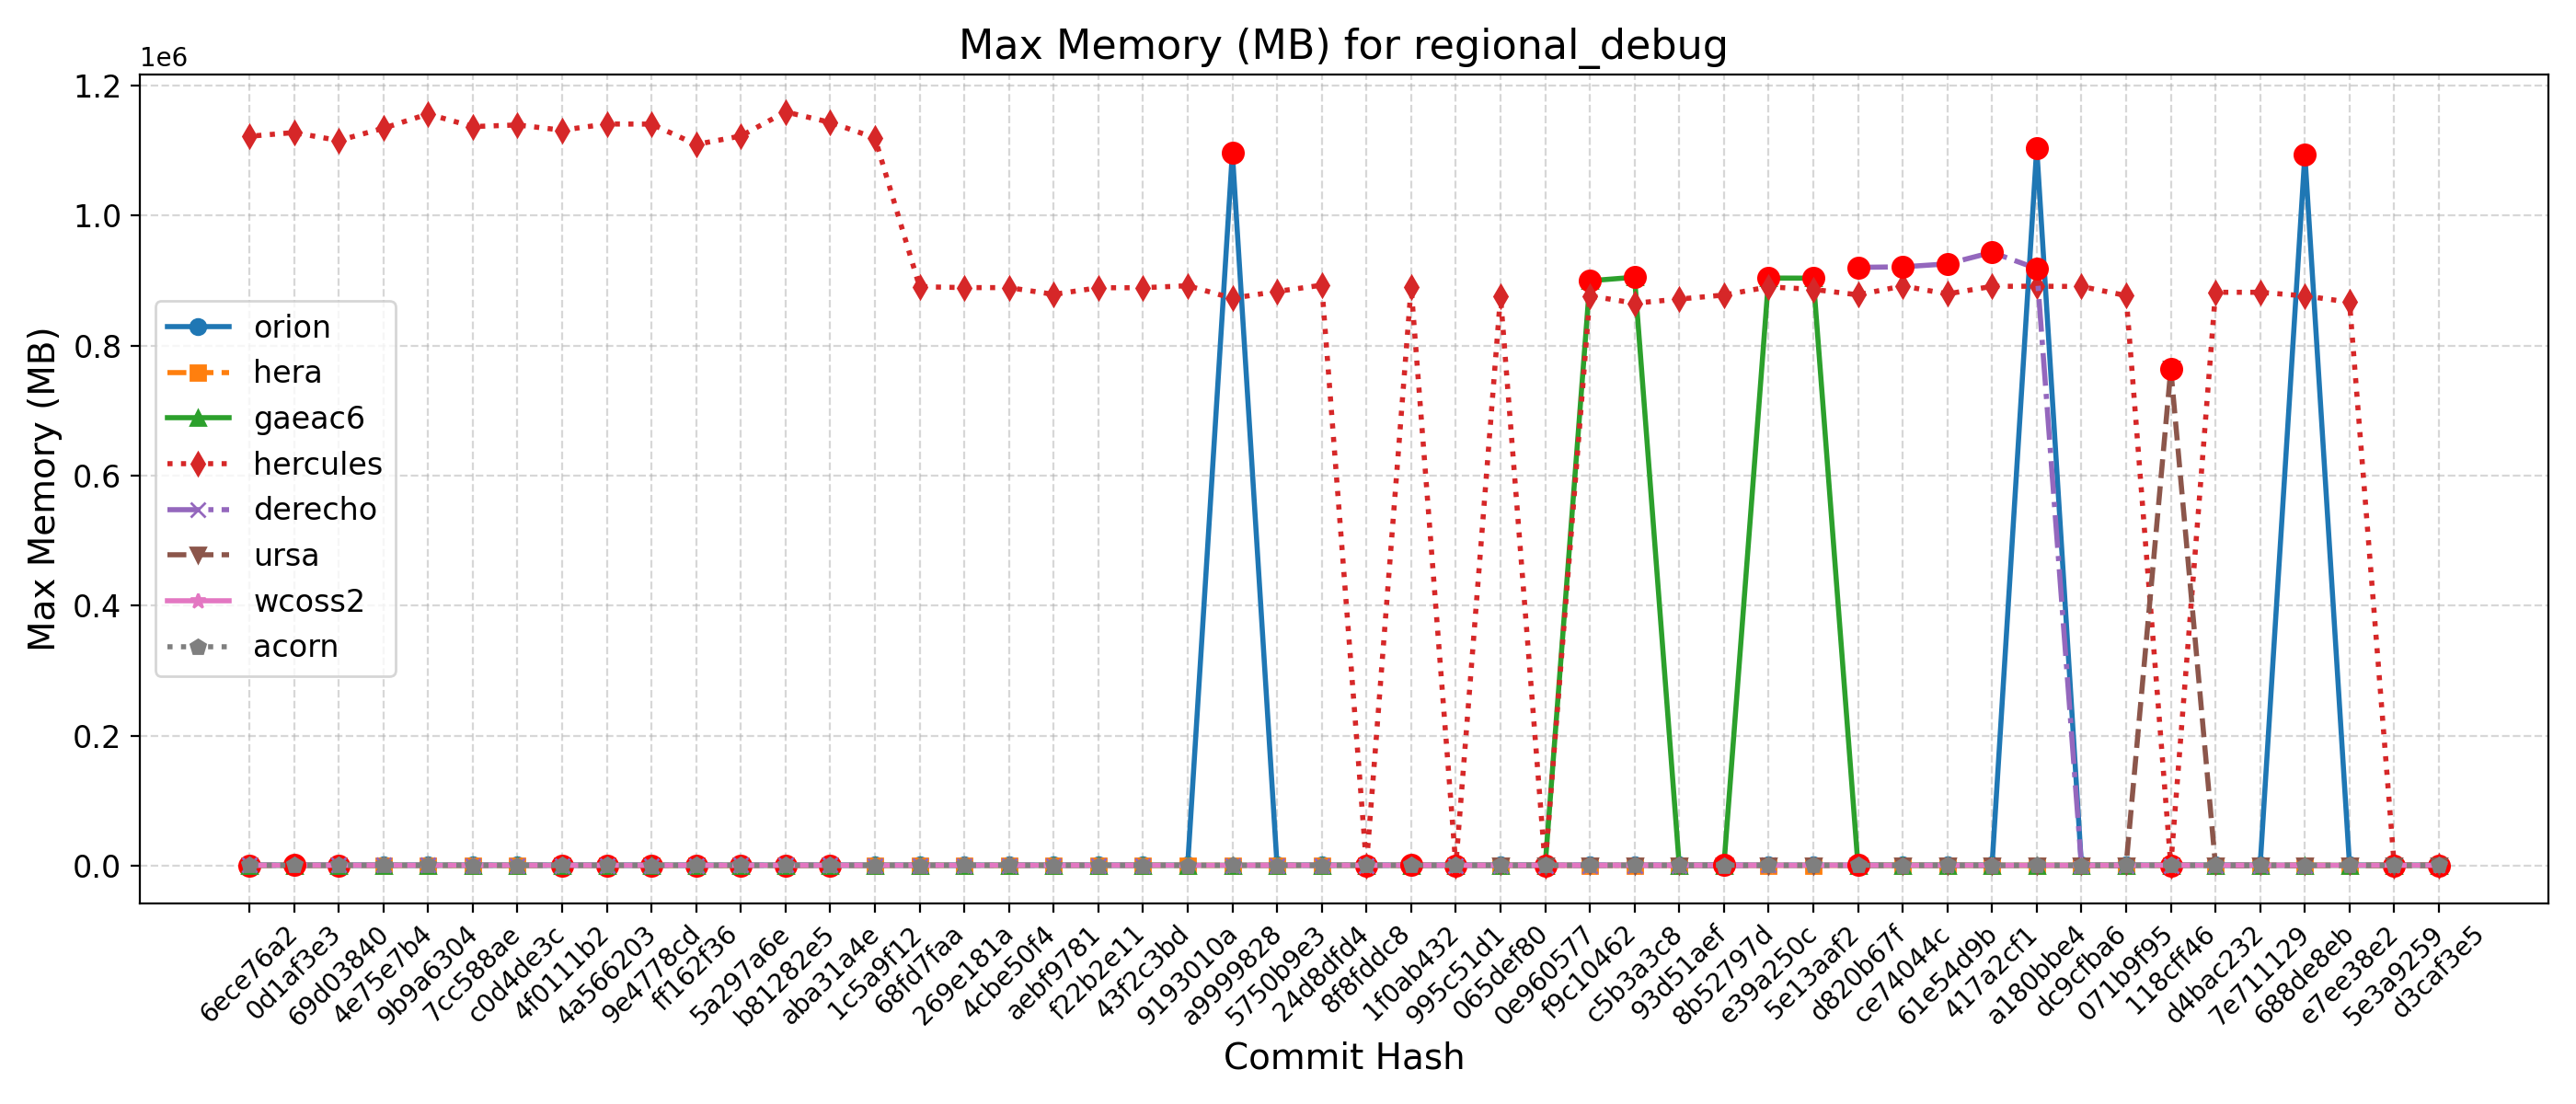 Max Memory (MB) for regional_debug
1e6
1.2
1.0
0.8
0.6
0.4
0.2
0.0
Max Memory (MB)
orion
hera
gaeac6
hercules
derecho
ursa
wcoss2
acorn
6ece76a2
0d1af3e3
69d03840
4e75e7b4
9b9a6304
7cc588ae
c0d4de3c
4f0111b2
4a566203
9e4778cd
ff162f36
5a297a6e
b81282e5
aba31a4e
1c5a9f12
68fd7faa
269e181a
4cbe50f4
aebf9781
f22b2e11
43f2c3bd
9193010a
a9999828
5750b9e3
24d8dfd4
8f8fddc8
1f0ab432
995c51d1
065def80
0e960577
f9c10462
c5b3a3c8
93d51aef
8b52797d
e39a250c
5e13aaf2
d820b67f
ce74044c
61e54d9b
417a2cf1
a180bbe4
dc9cfba6
071b9f95
118cff46
d4bac232
7e711129
688de8eb
e7ee38e2
5e3a9259
d3caf3e5
Commit Hash